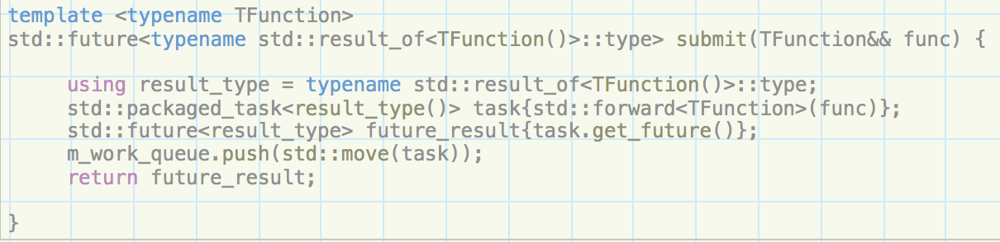 template <typename TFunction>
std::future<typename std::result_of<TFunction()>::type> submit(TFunction&& func) {
using result_type = typename std::result_of<TFunction()>::type;
std::packaged_task<result_type()> task{std::forward<TFunction>(func)};
std::future<result_type> future_result{task.get_future()};
m_work_queue.push(std::move(task));
return future_result;
}